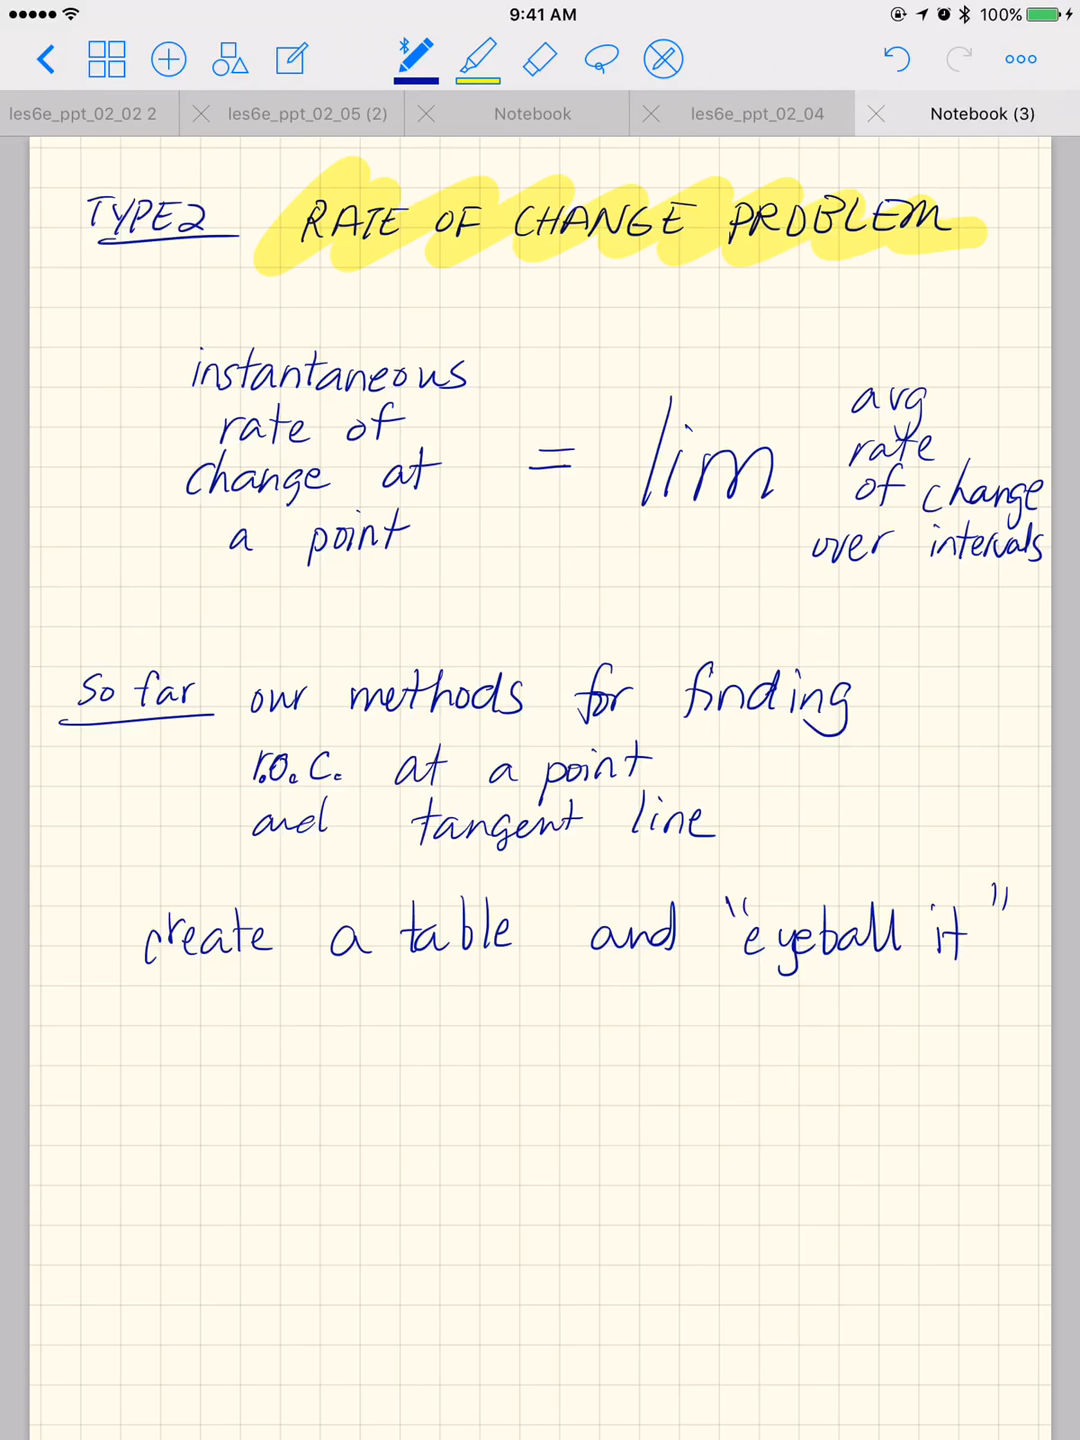 9:41 AM
100%
les6e_ppt_02_02 2
les6e_ppt_02_05 (2)
Notebook
les6e_ppt_02_04
Notebook (3)
TYPE 2 RATE OF CHANGE PROBLEM
instantaneous
rate of
change at
a point
= lim
avg
rate
of change
over intervals
So far our methods for finding
r.o.c. at a point
and tangent line
create a table and "eyeball it"